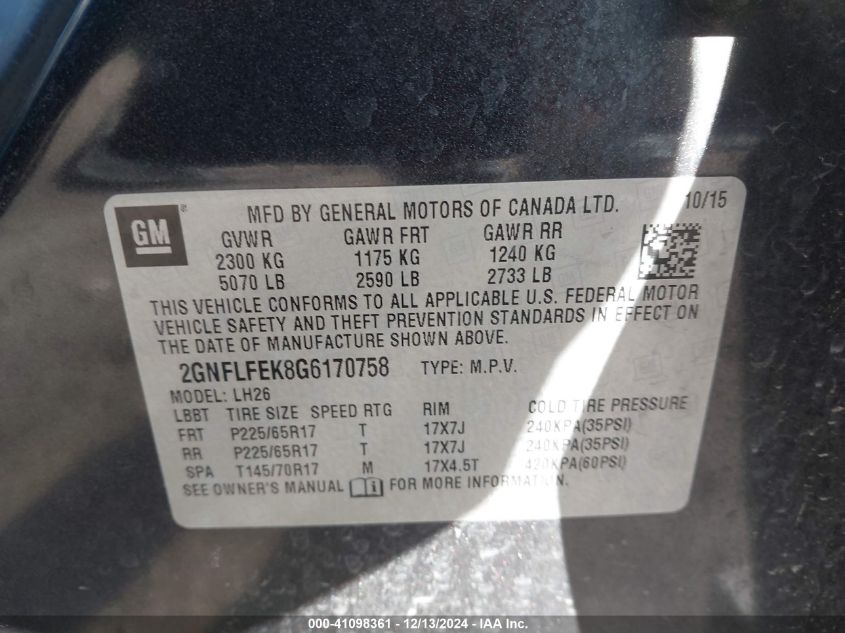 GM ® MFD BY GENERAL MOTORS OF CANADA LTD. 10/15
GVWR GAWR FRT GAWR RR
2300 KG 1175 KG 1240 KG
5070 LB 2590 LB 2733 LB
THIS VEHICLE CONFORMS TO ALL APPLICABLE U.S. FEDERAL MOTOR
VEHICLE SAFETY AND THEFT PREVENTION STANDARDS IN EFFECT ON
THE DATE OF MANUFACTURE SHOWN ABOVE.
2GNFLFEK8G6170758 TYPE: M.P.V.
MODEL: LH26
LBBT TIRE SIZE SPEED RTG RIM COLD TIRE PRESSURE
FRT P225/65R17 T 17X7J 240KPA(35PSI)
RR P225/65R17 T 17X7J 240KPA(35PSI)
SPA T145/70R17 M 17X4.5T 420KPA(60PSI)
SEE OWNER'S MANUAL FOR MORE INFORMATION.
000-41098361 - 12/13/2024 - IAA Inc.